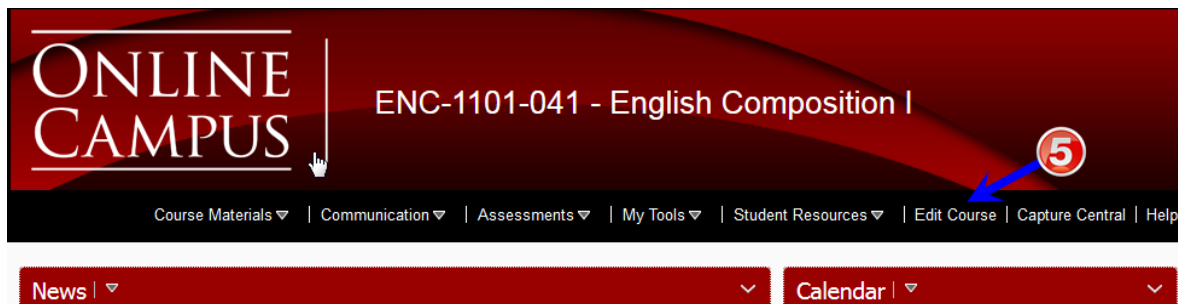 ONLINE
CAMPUS
ENC-1101-041 - English Composition I
5
Course Materials | Communication | Assessments | My Tools | Student Resources | Edit Course | Capture Central | Help
News | Calendar |